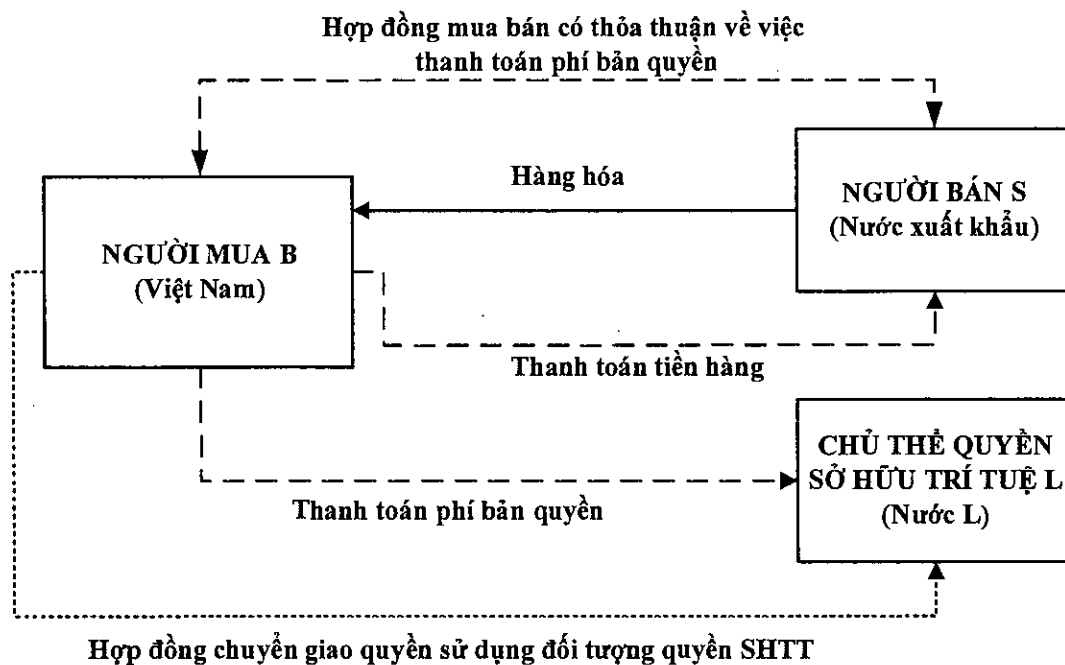 Hợp đồng mua bán có thỏa thuận về việc
thanh toán phí bản quyền
Hàng hóa
NGƯỜI BÁN S
(Nước xuất khẩu)
NGƯỜI MUA B
(Việt Nam)
Thanh toán tiền hàng
CHỦ THỂ QUYỀN
SỞ HỮU TRÍ TUỆ L
(Nước L)
Thanh toán phí bản quyền
Hợp đồng chuyển giao quyền sử dụng đối tượng quyền SHTT